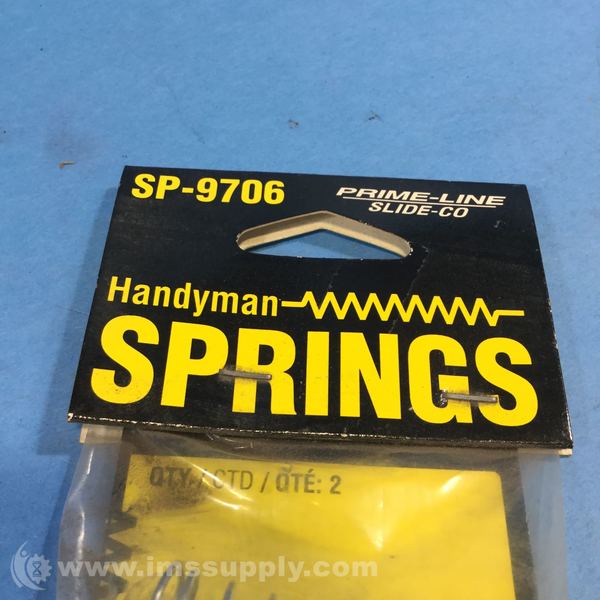 SP-9706
PRIME-LINE
SLIDE-CO
Handyman
SPRINGS
QTY / CTD / QTÉ: 2
www.imssupply.com